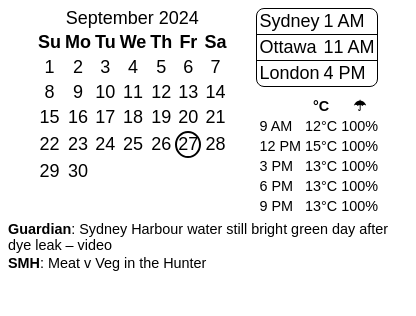 September 2024
Su Mo Tu We Th Fr Sa
1 2 3 4 5 6 7
8 9 10 11 12 13 14
15 16 17 18 19 20 21
22 23 24 25 26 27 28
29 30
Sydney 1 AM
Ottawa 11 AM
London 4 PM
°C ☂
9 AM 12°C 100%
12 PM 15°C 100%
3 PM 13°C 100%
6 PM 13°C 100%
9 PM 13°C 100%
Guardian: Sydney Harbour water still bright green day after
dye leak – video
SMH: Meat v Veg in the Hunter